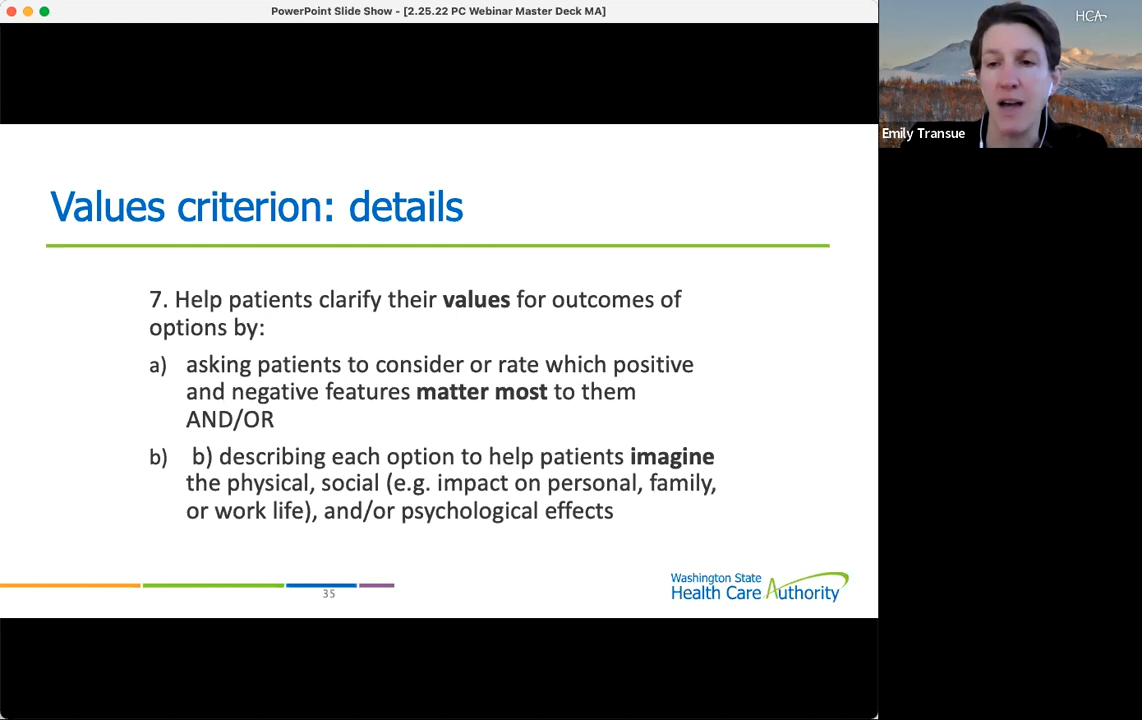 PowerPoint Slide Show - [2.25.22 PC Webinar Master Deck MA]
HCA
Emily Transue
Values criterion: details
7. Help patients clarify their values for outcomes of
options by:
a) asking patients to consider or rate which positive
and negative features matter most to them
AND/OR
b) b) describing each option to help patients imagine
the physical, social (e.g. impact on personal, family,
or work life), and/or psychological effects
35
Washington State
Health Care Authority